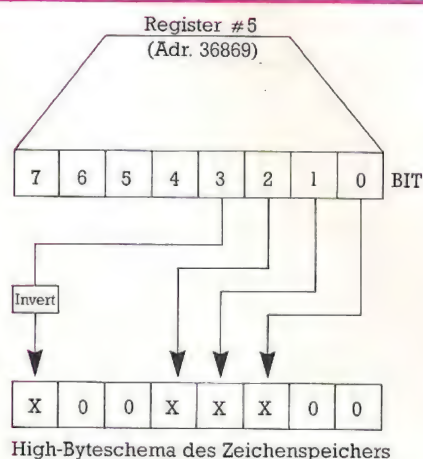 Register #5
(Adr. 36869)
7 6 5 4 3 2 1 0 BIT
Invert
X 0 0 X X X 0 0
High-Byteschema des Zeichenspeichers